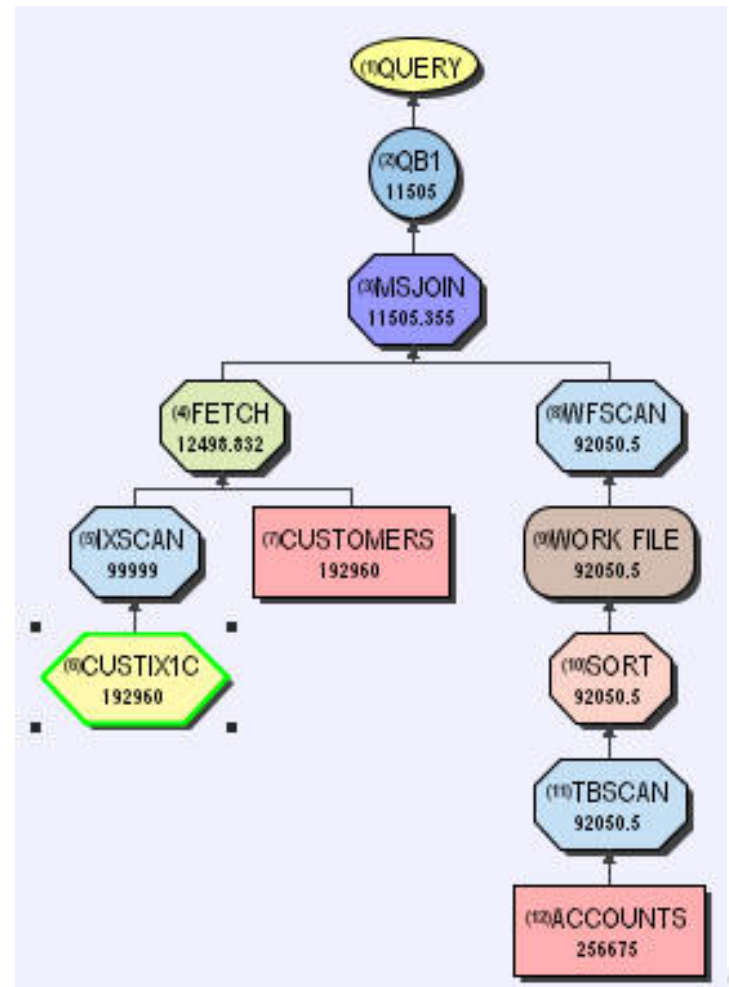 (1)QUERY
(2)QB1
11505
(3)MSJOIN
11505.355
(4)FETCH
12498.832
(8)WFSCAN
92050.5
(5)IXSCAN
99999
(7)CUSTOMERS
192960
(9)WORK FILE
92050.5
(6)CUSTIX1C
192960
(10)SORT
92050.5
(11)TBSCAN
92050.5
(12)ACCOUNTS
256675